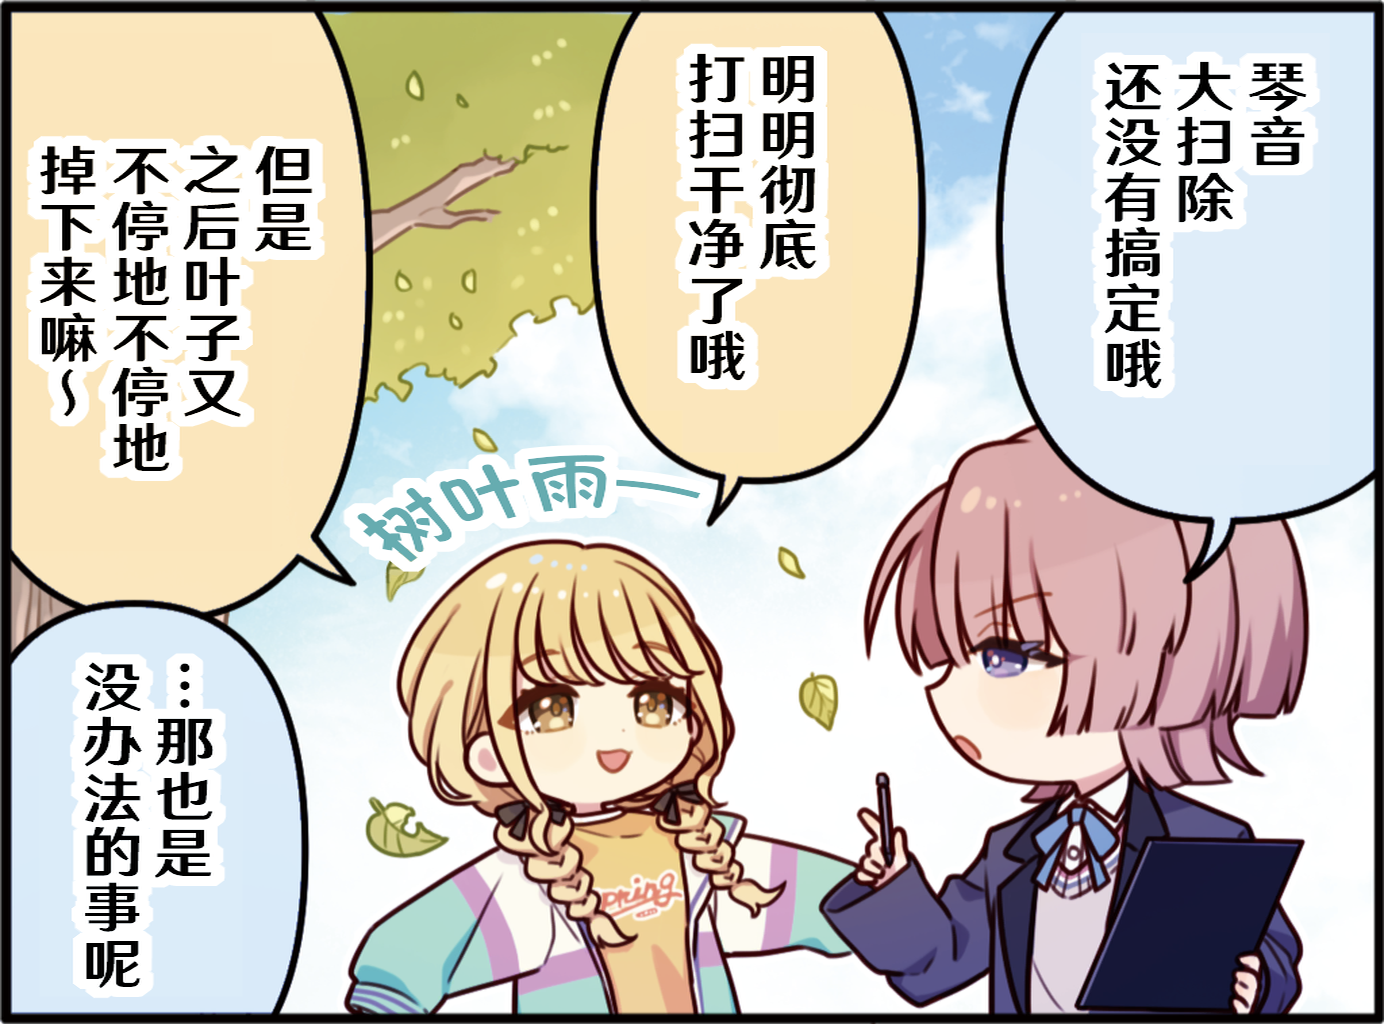 琴音
大扫除
还没有搞定哦
明明彻底
打扫干净了哦
但是
之后叶子又
不停地不停地
掉下来嘛～
树叶雨—
…那也是
没办法的事呢
spring